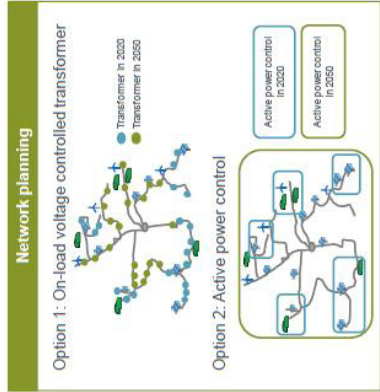 Network planning
Option 1: On-load voltage controlled transformer
Transformer in 2020
Transformer in 2050
Option 2: Active power control
Active power control
in 2020
Active power control
in 2050